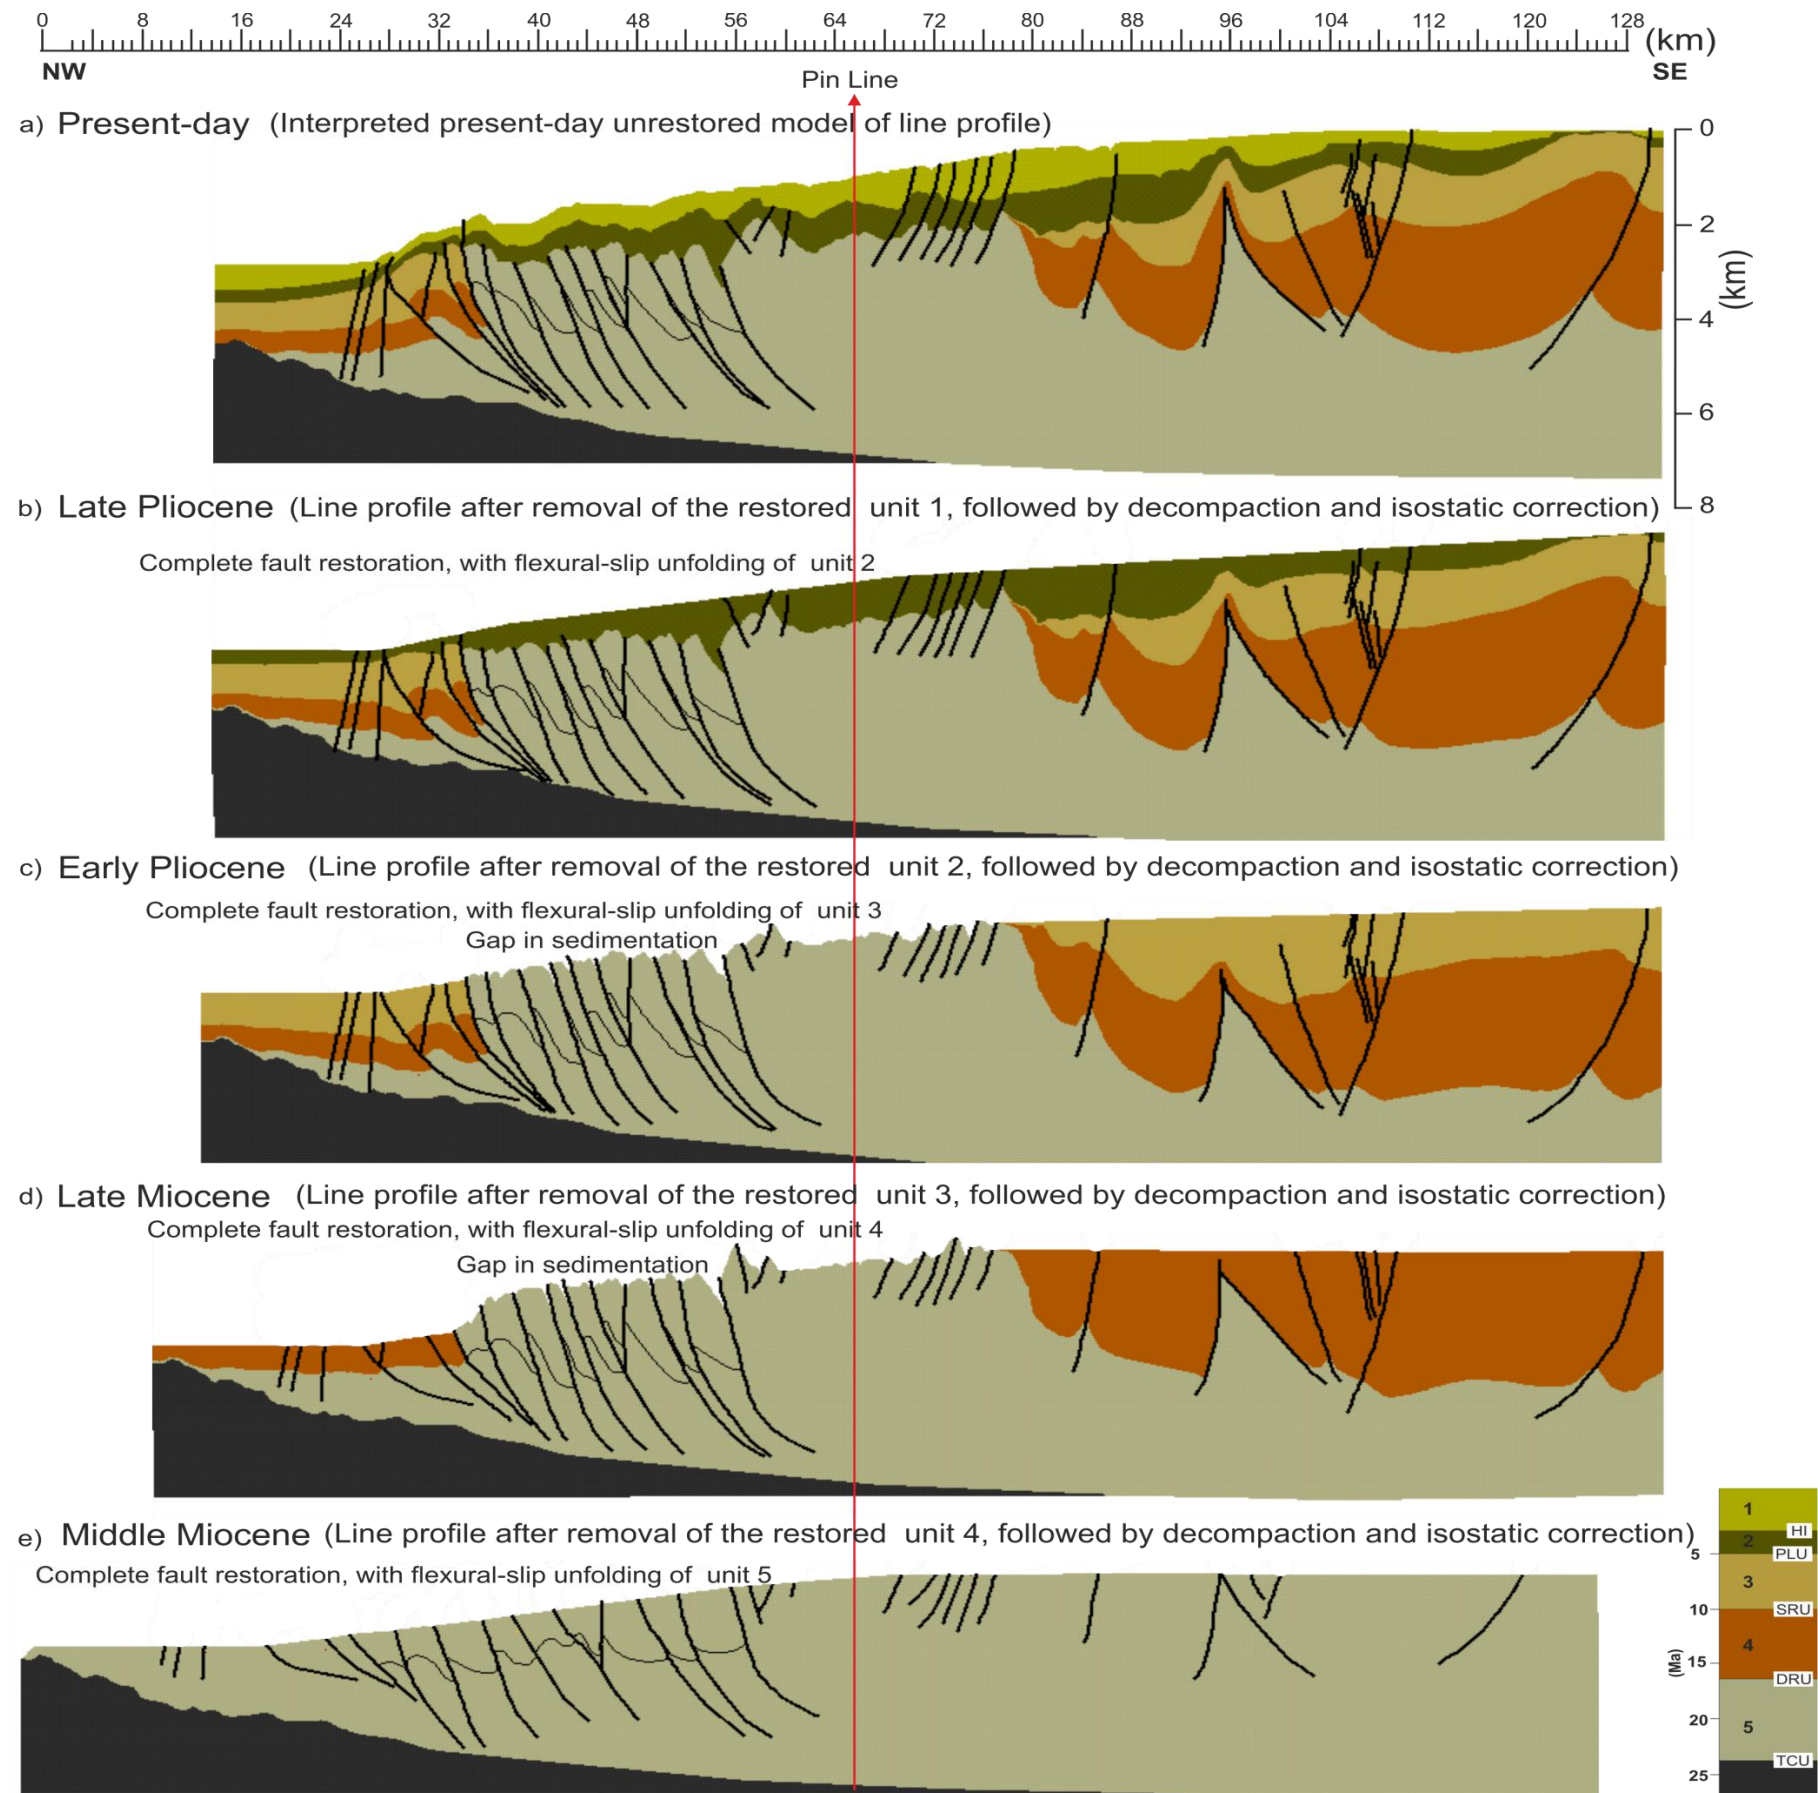 0 8 16 24 32 40 48 56 64 72 80 88 96 104 112 120 128 (km)
NW SE
Pin Line
a) Present-day (Interpreted present-day unrestored model of line profile)
0
2
4
6
8
(km)
b) Late Pliocene (Line profile after removal of the restored unit 1, followed by decompaction and isostatic correction)
Complete fault restoration, with flexural-slip unfolding of unit 2
c) Early Pliocene (Line profile after removal of the restored unit 2, followed by decompaction and isostatic correction)
Complete fault restoration, with flexural-slip unfolding of unit 3
Gap in sedimentation
d) Late Miocene (Line profile after removal of the restored unit 3, followed by decompaction and isostatic correction)
Complete fault restoration, with flexural-slip unfolding of unit 4
Gap in sedimentation
e) Middle Miocene (Line profile after removal of the restored unit 4, followed by decompaction and isostatic correction)
Complete fault restoration, with flexural-slip unfolding of unit 5
1
HI
2
5 PLU
3
10 SRU
4
15
(Ma)
DRU
20 5
TCU
25